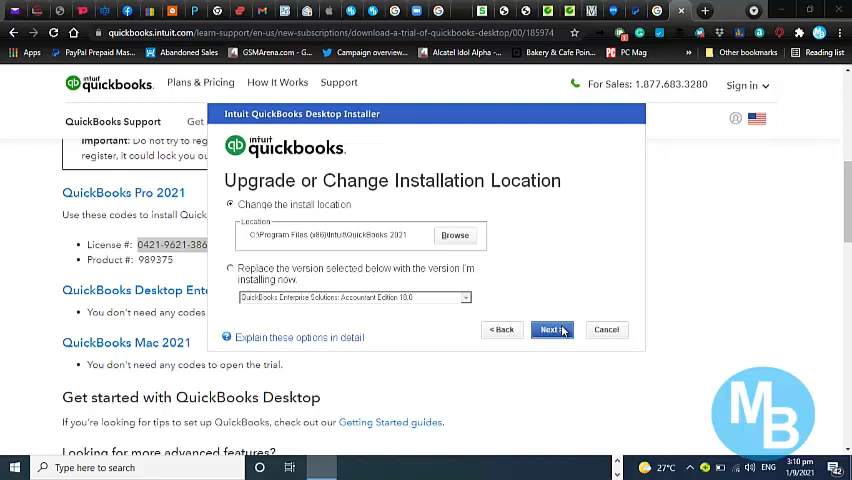 quickbooks.intuit.com/learn-support/en-us/new-subscriptions/download-a-trial-of-quickbooks-desktop/00/185974
Apps
PayPal Prepaid Mas...
Abandoned Sales
GSMArena.com - M...
Campaign overview...
Alcatel Idol Alpha -...
Bakery & Cafe Poin...
PC Mag
Other bookmarks
Reading list
intuit
quickbooks.
Plans & Pricing
How It Works
Support
For Sales: 1.877.683.3280
Sign in
QuickBooks Support
Get
Important: Do not try to reg
register, it could lock you ou
QuickBooks Pro 2021
Use these codes to install Quick
License #: 0421-9621-386
Product #: 989375
QuickBooks Desktop Ente
You don't need any codes
QuickBooks Mac 2021
You don't need any codes to open the trial.
Get started with QuickBooks Desktop
If you're looking for tips to set up QuickBooks, check out our Getting Started guides.
Looking for more advanced features?
Intuit QuickBooks Desktop Installer
intuit
quickbooks.
Upgrade or Change Installation Location
Change the install location
Location
C:\Program Files (x86)\Intuit\QuickBooks 2021
Browse
Replace the version selected below with the version I'm
installing now.
QuickBooks Enterprise Solutions: Accountant Edition 18.0
Explain these options in detail
< Back
Next >
Cancel
MB
Type here to search
27°C
ENG
3:10 pm
1/9/2021
42